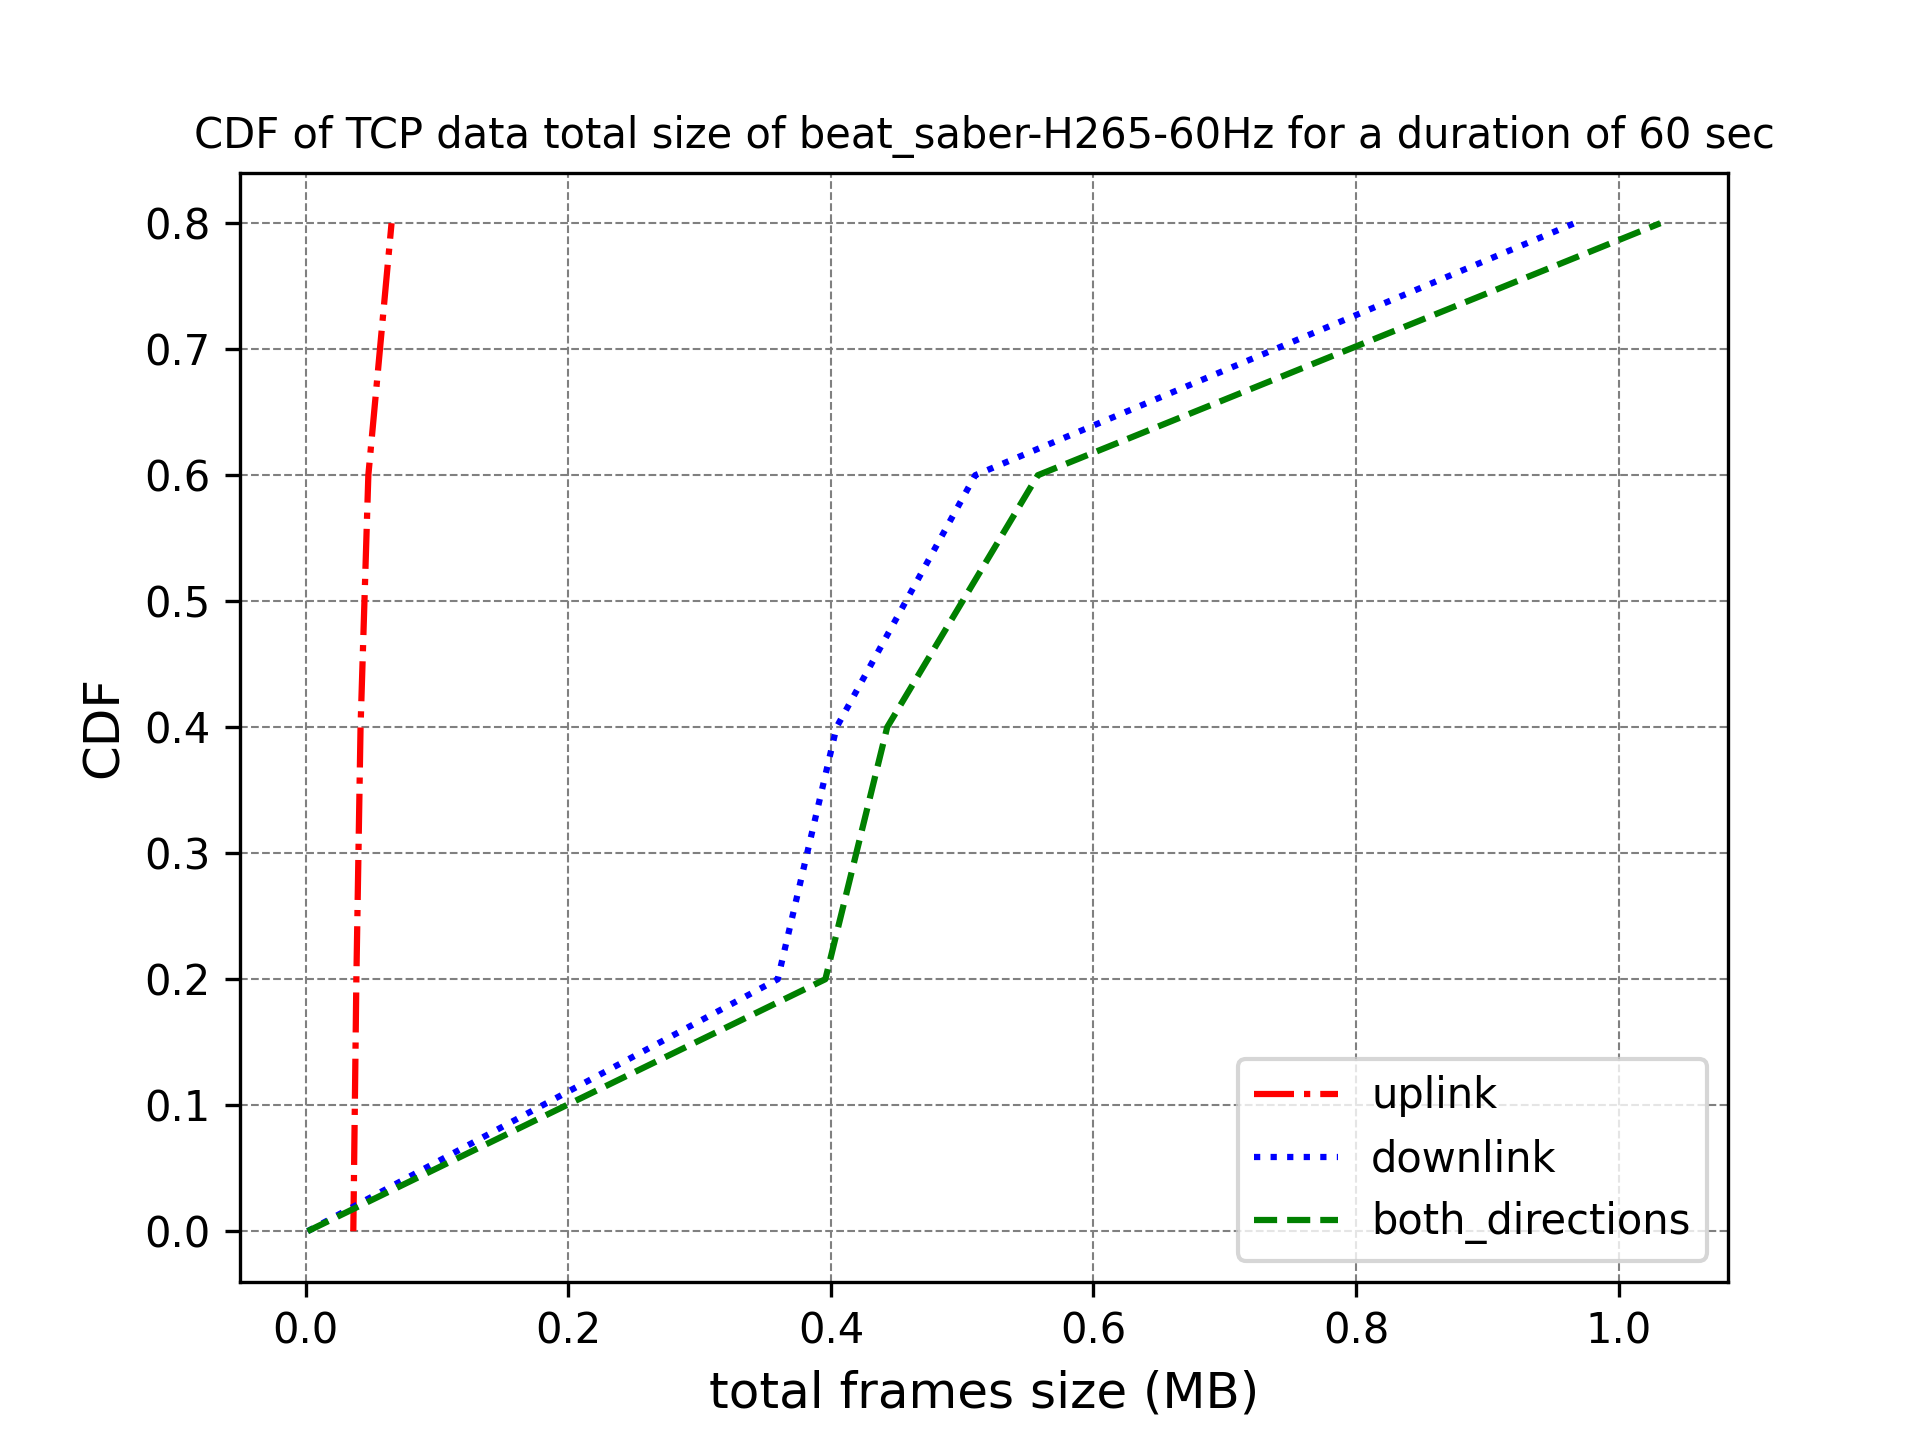 CDF of TCP data total size of beat_saber-H265-60Hz for a duration of 60 sec
0.8
0.7
0.6
0.5
0.4
0.3
0.2
0.1
0.0
CDF
uplink
downlink
both_directions
0.0 0.2 0.4 0.6 0.8 1.0
total frames size (MB)